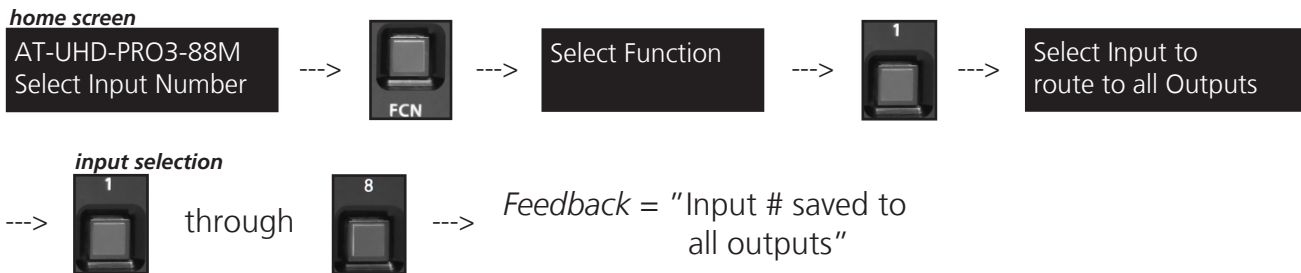 home screen
AT-UHD-PRO3-88M
Select Input Number
--->
FCN
--->
Select Function
--->
1
--->
Select Input to
route to all Outputs
input selection
--->
1
through
8
--->
Feedback = "Input # saved to
all outputs"